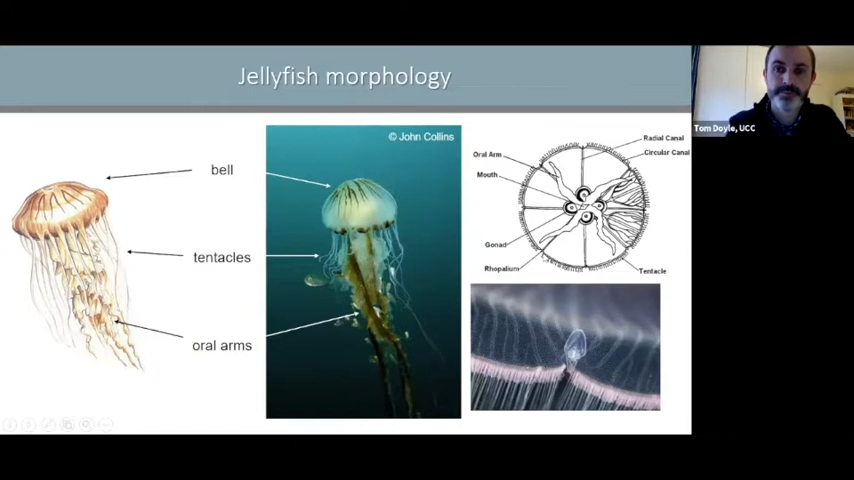 Jellyfish morphology
Tom Doyle, UCC
bell
tentacles
oral arms
© John Collins
Radial Canal
Circular Canal
Oral Arm
Mouth
Gonad
Rhopalium
Tentacle